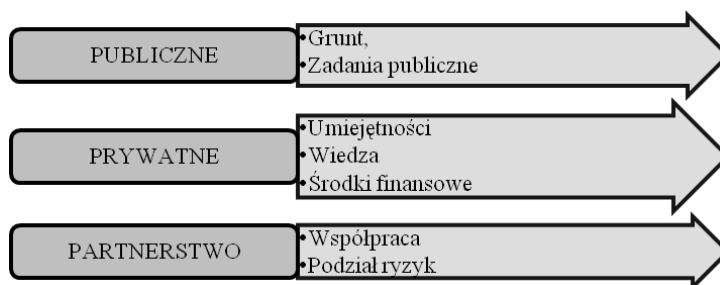 PUBLICZNE
•Grunt,
•Zadania publiczne
PRYWATNE
•Umiejętności
•Wiedza
•Środki finansowe
PARTNERSTWO
•Współpraca
•Podział ryzyk